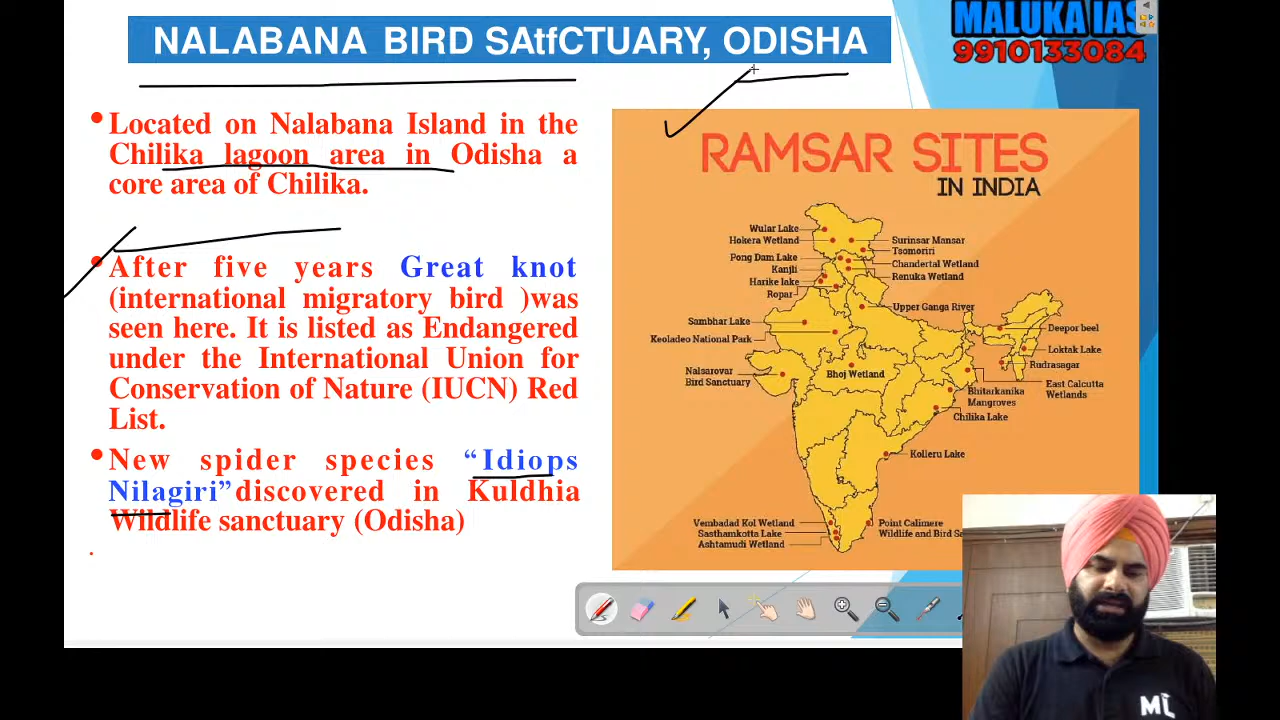 NALABANA BIRD SAtfCTUARY, ODISHA
MALUKA IAS
9910133084
• Located on Nalabana Island in the
Chilika lagoon area in Odisha a
core area of Chilika.
• After five years Great knot
(international migratory bird )was
seen here. It is listed as Endangered
under the International Union for
Conservation of Nature (IUCN) Red
List.
• New spider species “Idiops
Nilagiri”discovered in Kuldhia
Wildlife sanctuary (Odisha)
RAMSAR SITES
IN INDIA
Wular Lake
Hokera Wetland
Surinsar Mansar
Tsomoriri
Pong Dam Lake
Chandertal Wetland
Kanjli
Renuka Wetland
Harike lake
Ropar
Upper Ganga River
Sambhar Lake
Deepor beel
Keoladeo National Park
Loktak Lake
Rudrasagar
Nalsarovar
Bird Sanctuary
Bhoj Wetland
East Calcutta
Wetlands
Bhitarkanika
Mangroves
Chilika Lake
Kolleru Lake
Vembadad Kol Wetland
Sasthamkotta Lake
Ashtamudi Wetland
Point Calimere
Wildlife and Bird Se
MI